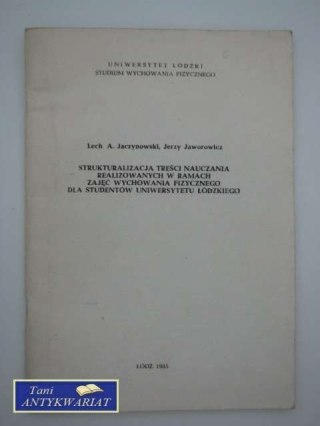 UNIWERSYTET ŁÓDZKI
STUDIUM WYCHOWANIA FIZYCZNEGO
Lech A. Jaczynowski, Jerzy Jaworowicz
STRUKTURALIZACJA TREŚCI NAUCZANIA
REALIZOWANYCH W RAMACH
ZAJĘĆ WYCHOWANIA FIZYCZNEGO
DLA STUDENTÓW UNIWERSYTETU ŁÓDZKIEGO
ŁÓDŹ 1985
Tani
ANTYKWARIAT